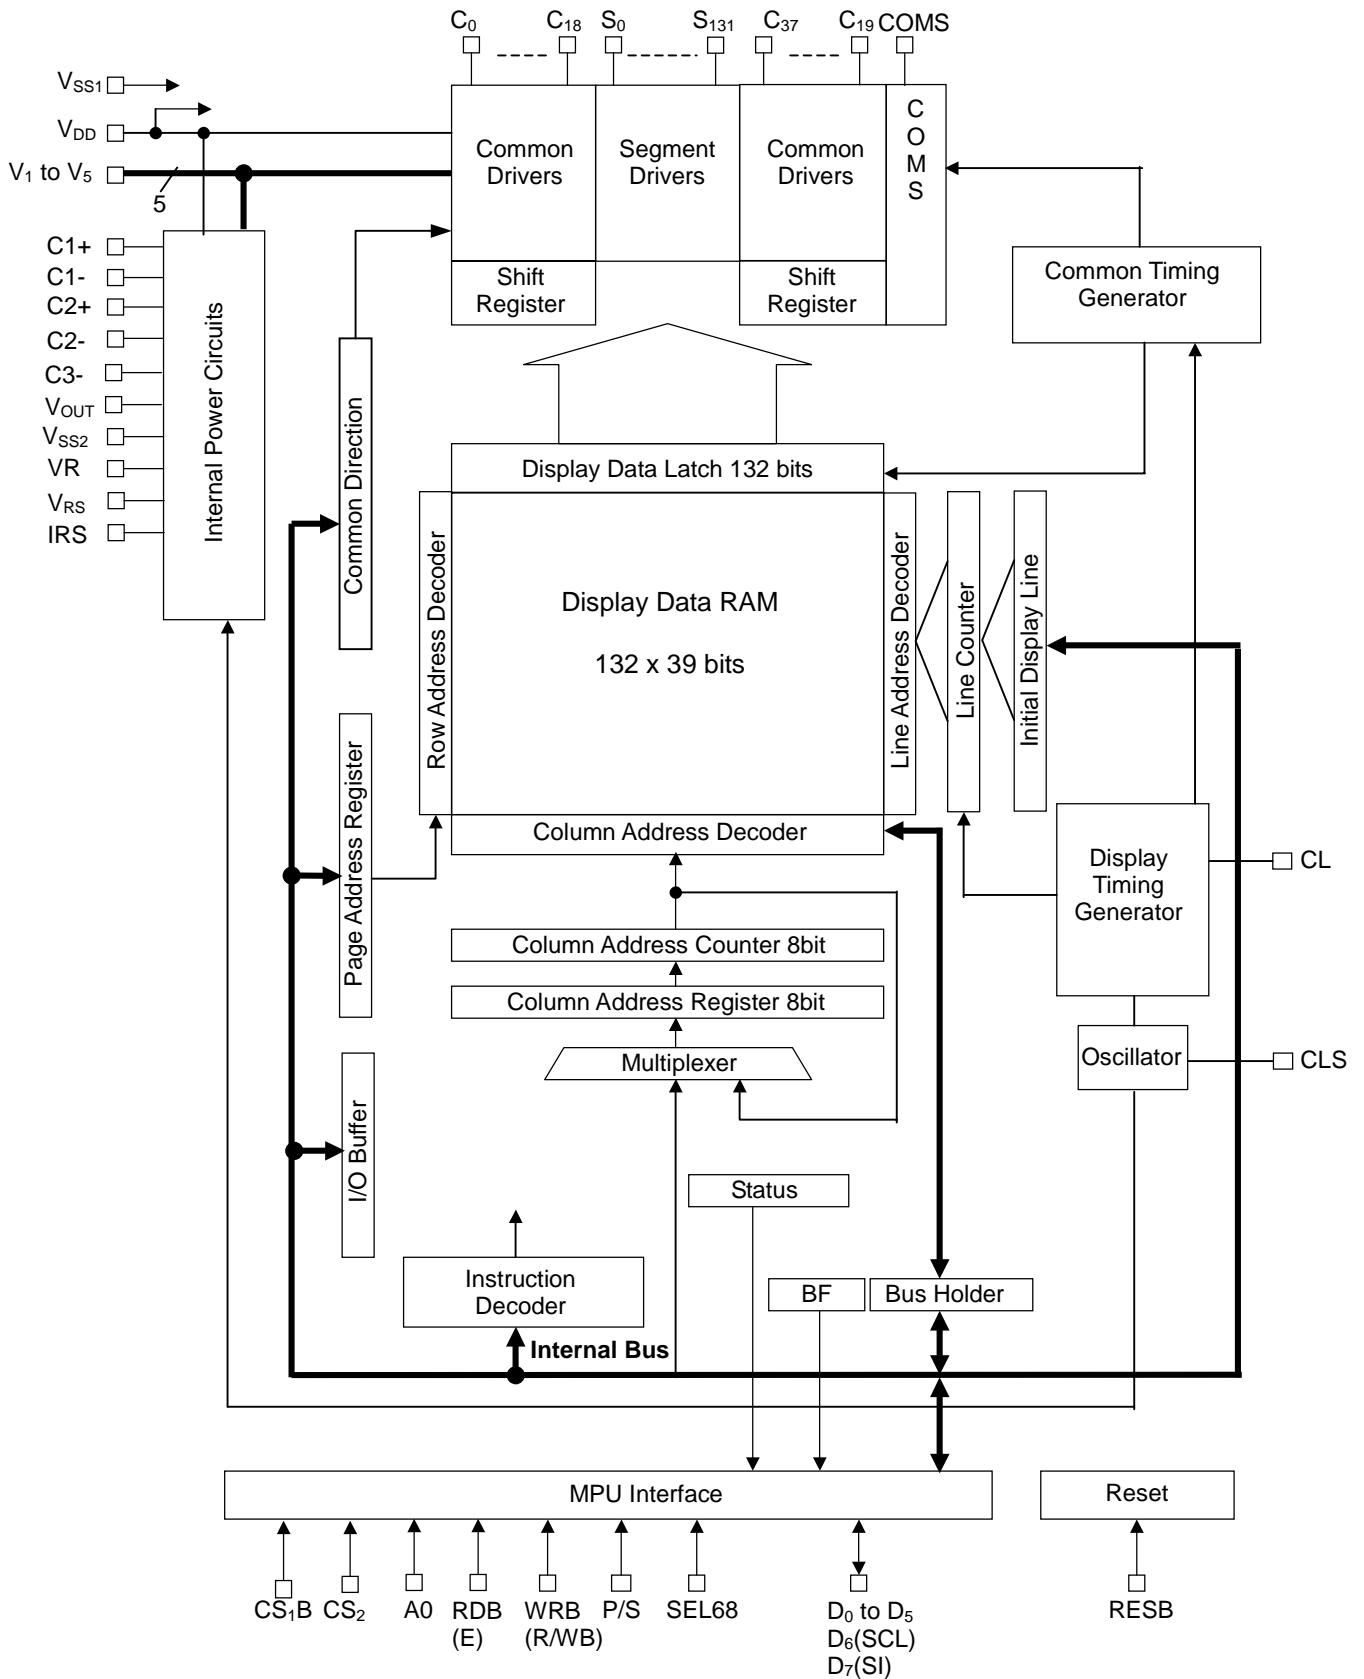 C0 C18 S0 S131 C37 C19 COMS
VSS1
VDD
V1 to V5
5
C1+
C1-
C2+
C2-
C3-
VOUT
VSS2
VR
VRS
IRS
Internal Power Circuits
Common
Drivers
Segment
Drivers
Common
Drivers
C
O
M
S
Shift
Register
Shift
Register
Common Timing
Generator
Common Direction
Display Data Latch 132 bits
Row Address Decoder
Display Data RAM
132 x 39 bits
Line Address Decoder
Line Counter
Initial Display Line
Column Address Decoder
Page Address Register
Display
Timing
Generator
CL
Column Address Counter 8bit
Column Address Register 8bit
Multiplexer
Oscillator
CLS
I/O Buffer
Status
Instruction
Decoder
BF
Bus Holder
Internal Bus
MPU Interface
Reset
CS1B CS2 A0 RDB
(E)
WRB
(R/WB)
P/S SEL68
D0 to D5
D6(SCL)
D7(SI)
RESB